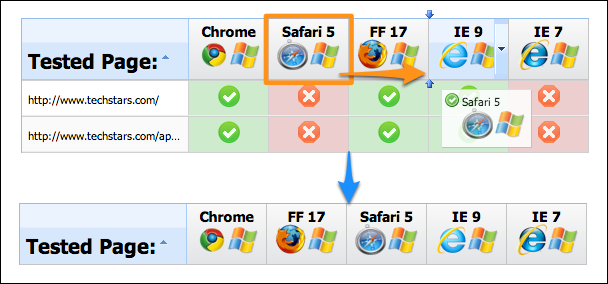 Chrome Safari 5 FF 17 IE 9 IE 7
Tested Page:
http://www.techstars.com/
Safari 5
http://www.techstars.com/ap...
Chrome FF 17 Safari 5 IE 9 IE 7
Tested Page: